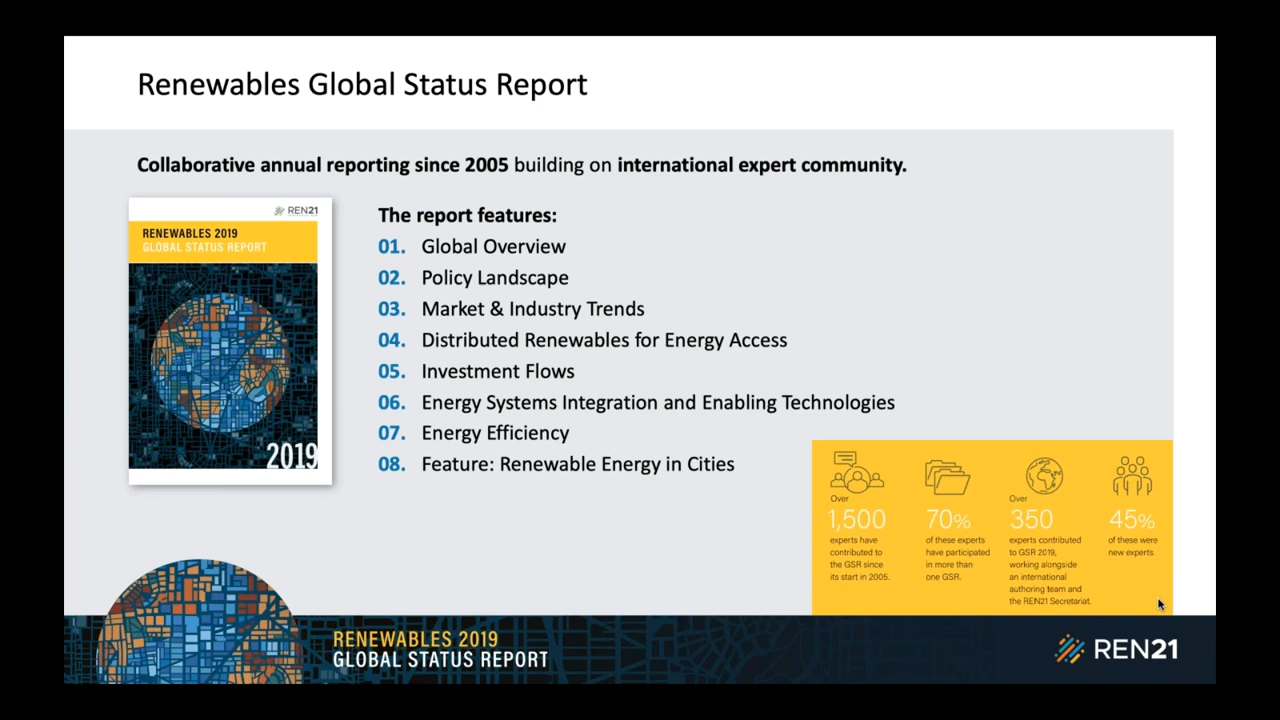 Renewables Global Status Report
Collaborative annual reporting since 2005 building on international expert community.
REN21
RENEWABLES 2019
GLOBAL STATUS REPORT
2019
The report features:
01. Global Overview
02. Policy Landscape
03. Market & Industry Trends
04. Distributed Renewables for Energy Access
05. Investment Flows
06. Energy Systems Integration and Enabling Technologies
07. Energy Efficiency
08. Feature: Renewable Energy in Cities
Over
1,500
experts have
contributed to
the GSR since
its start in 2005.
70%
of these experts
have participated
in more than
one GSR.
Over
350
experts contributed
to GSR 2019,
working alongside
an international
authoring team and
the REN21 Secretariat.
45%
of these were
new experts.
RENEWABLES 2019
GLOBAL STATUS REPORT
REN21